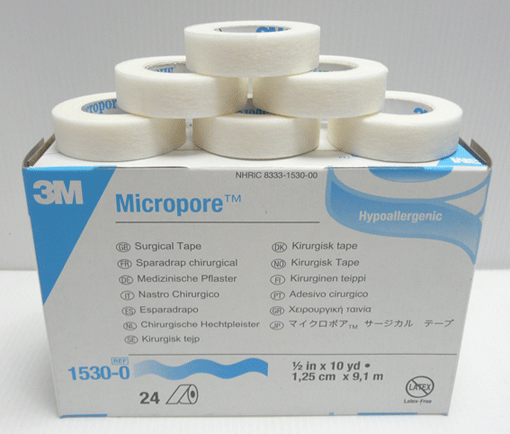 Micropore
3M
NHRIC 8333-1530-00
Micropore™
Hypoallergenic
GB Surgical Tape
FR Sparadrap chirurgical
DE Medizinische Pflaster
IT Nastro Chirurgico
ES Esparadrapo
NL Chirurgische Hechtpleister
SE Kirurgisk tejp
DK Kirurgisk tape
NO Kirurgisk Tape
FI Kirurginen teippi
PT Adesivo cirurgico
GR Χειρουργική ταινία
JP マイクロポア™ サージカル テープ
1530-0 REF
24
½ in x 10 yd •
1,25 cm x 9,1 m
LATEX
Latex-Free